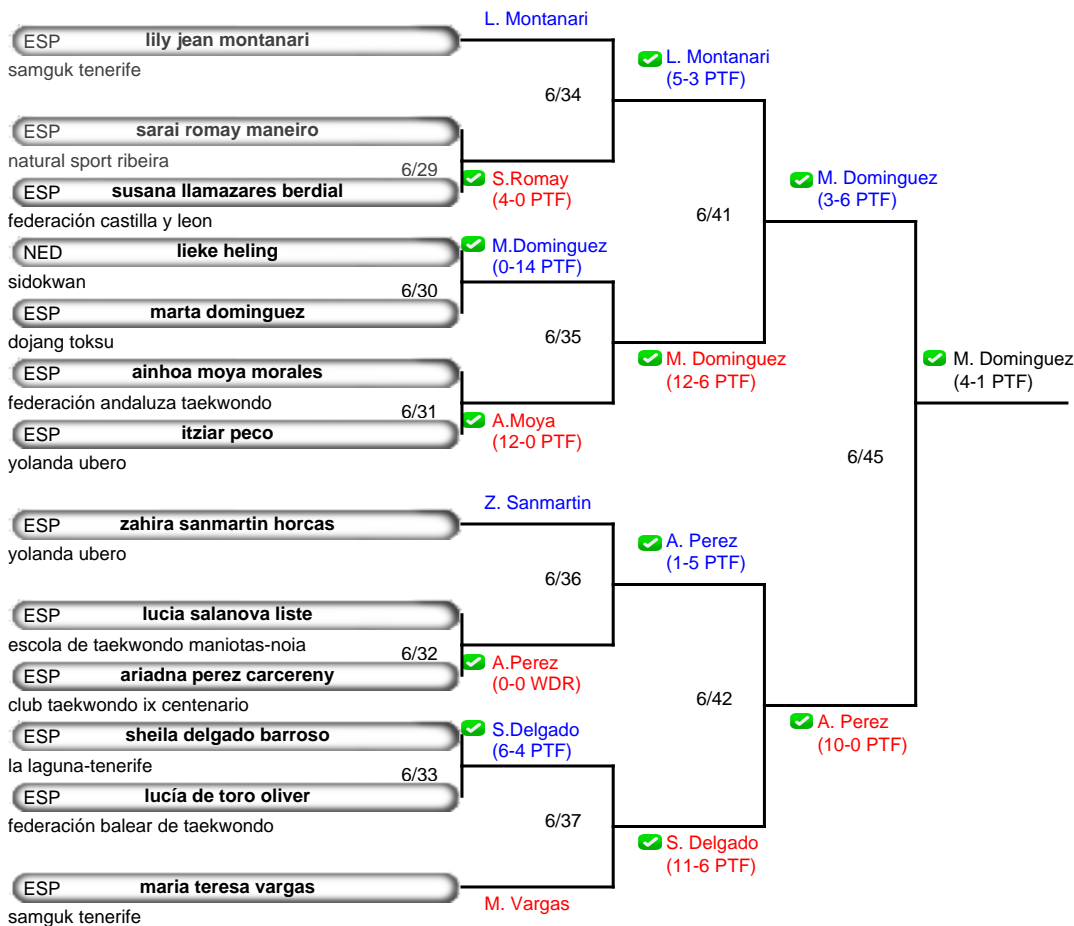 L. Montanari
ESP lily jean montanari
samguk tenerife
L. Montanari
(5-3 PTF)
6/34
ESP sarai romay maneiro
natural sport ribeira
6/29
S.Romay
(4-0 PTF)
ESP susana llamazares berdial
federación castilla y leon
M. Dominguez
(3-6 PTF)
6/41
NED lieke heling
sidokwan
M.Dominguez
(0-14 PTF)
6/30
ESP marta dominguez
dojang toksu
6/35
ESP ainhoa moya morales
federación andaluza taekwondo
M. Dominguez
(12-6 PTF)
M. Dominguez
(4-1 PTF)
6/31
A.Moya
(12-0 PTF)
ESP itziar peco
yolanda ubero
6/45
Z. Sanmartin
ESP zahira sanmartin horcas
yolanda ubero
A. Perez
(1-5 PTF)
6/36
ESP lucia salanova liste
escola de taekwondo maniotas-noia
6/32
A.Perez
(0-0 WDR)
ESP ariadna perez carcereny
club taekwondo ix centenario
6/42
ESP sheila delgado barroso
la laguna-tenerife
S.Delgado
(6-4 PTF)
A. Perez
(10-0 PTF)
6/33
ESP lucía de toro oliver
federación balear de taekwondo
6/37
S. Delgado
(11-6 PTF)
ESP maria teresa vargas
samguk tenerife
M. Vargas